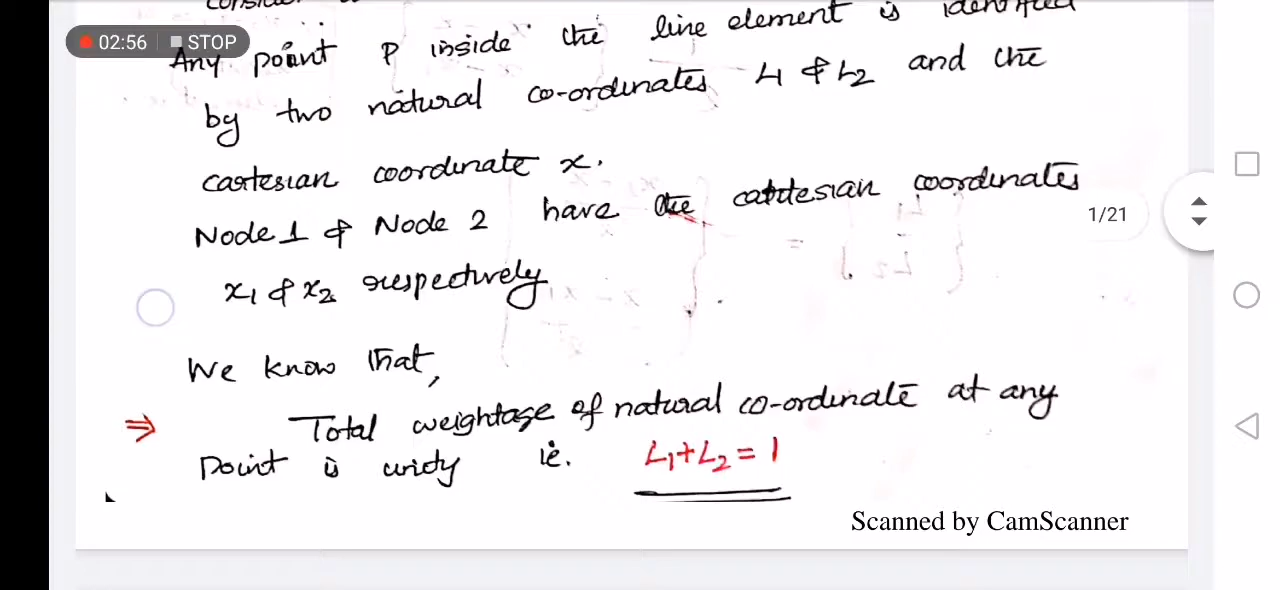 Any point P inside the line element is identified
02:56 STOP
by two natural co-ordinates L1 & L2 and the
cartesian coordinate x.
Node 1 & Node 2 have the cartesian coordinates
1/21
x1 & x2 respectively
We know that,
⇒ Total weightage of natural co-ordinate at any
point is unity ie. L1+L2 = 1
Scanned by CamScanner